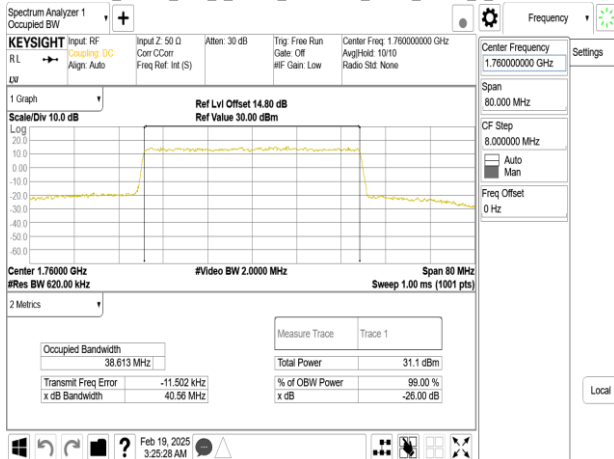 Spectrum Analyzer 1
Occupied BW
Frequency
KEYSIGHT
Input: RF
Coupling: DC
Align: Auto
Input Z: 50 Ω
Corr CCorr
Freq Ref: Int (S)
Atten: 30 dB
Trig: Free Run
Gate: Off
#IF Gain: Low
Center Freq: 1.760000000 GHz
Avg|Hold: 10/10
Radio Std: None
RL
LXI
Center Frequency
1.760000000 GHz
Settings
Span
80.000 MHz
CF Step
8.000000 MHz
Auto
Man
Freq Offset
0 Hz
Local
1 Graph
Scale/Div 10.0 dB
Ref Lvl Offset 14.80 dB
Ref Value 30.00 dBm
Log
20.0
10.0
0.00
-10.0
-20.0
-30.0
-40.0
-50.0
-60.0
Center 1.76000 GHz
#Video BW 2.0000 MHz
Span 80 MHz
#Res BW 620.00 kHz
Sweep 1.00 ms (1001 pts)
2 Metrics
Measure Trace
Trace 1
Occupied Bandwidth
38.613 MHz
Total Power
31.1 dBm
Transmit Freq Error
-11.502 kHz
% of OBW Power
99.00 %
x dB Bandwidth
40.56 MHz
x dB
-26.00 dB
?
Feb 19, 2025
3:25:28 AM